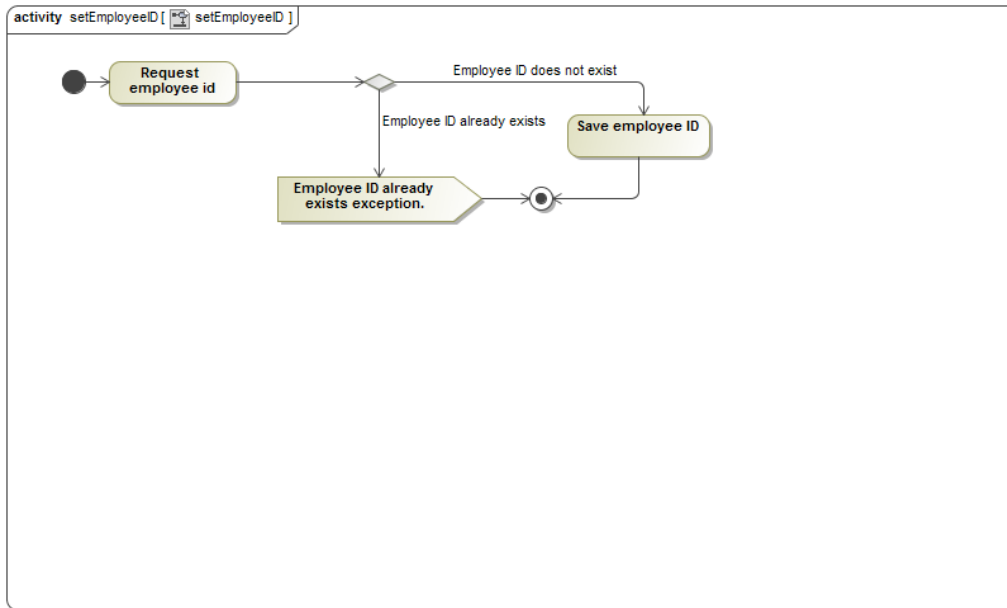 activity setEmployeeID [ setEmployeeID ]
Request
employee id
Employee ID does not exist
Employee ID already exists
Save employee ID
Employee ID already
exists exception.